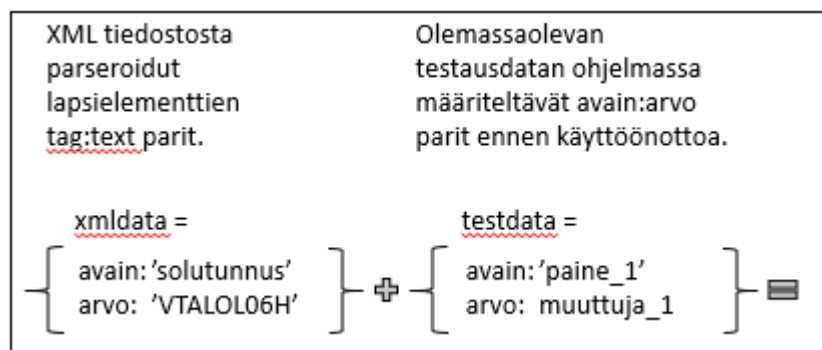 XML tiedostosta
parseroidut
lapsielementtien
tag:text parit.
Olemassaolevan
testausdatan ohjelmassa
määriteltävät avain:arvo
parit ennen käyttöönottoa.
xmldata =
avain: ’solutunnus’
arvo: ’VTALOL06H’
testdata =
avain: ’paine_1’
arvo: muuttuja_1